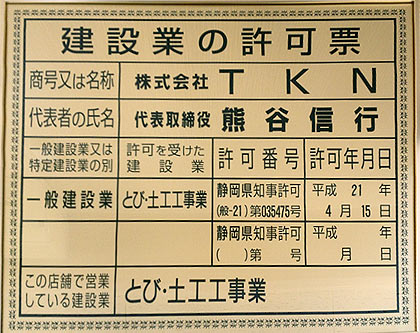 建設業の許可票
商号又は名称 株式会社 TKN
代表者の氏名 代表取締役 熊谷信行
一般建設業又は特定建設業の別 許可を受けた建設業 許可番号 許可年月日
一般建設業 とび・土工工事業 静岡県知事許可 (般-21)第035475号 平成 21 年 4 月 15 日
静岡県知事許可 ( )第 号 平成 年 月 日
この店舗で営業している建設業 とび・土工工事業